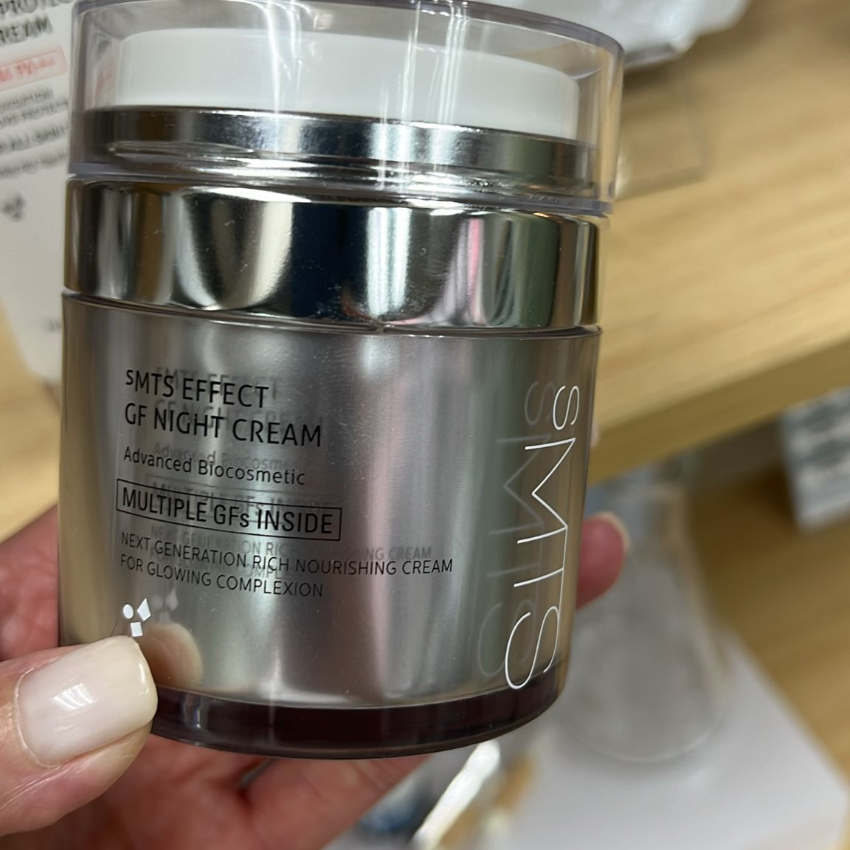 CREAM
SMTS EFFECT
GF NIGHT CREAM
Advanced Biocosmetic
MULTIPLE GFs INSIDE
NEXT GENERATION RICH NOURISHING CREAM
FOR GLOWING COMPLEXION
SMTS